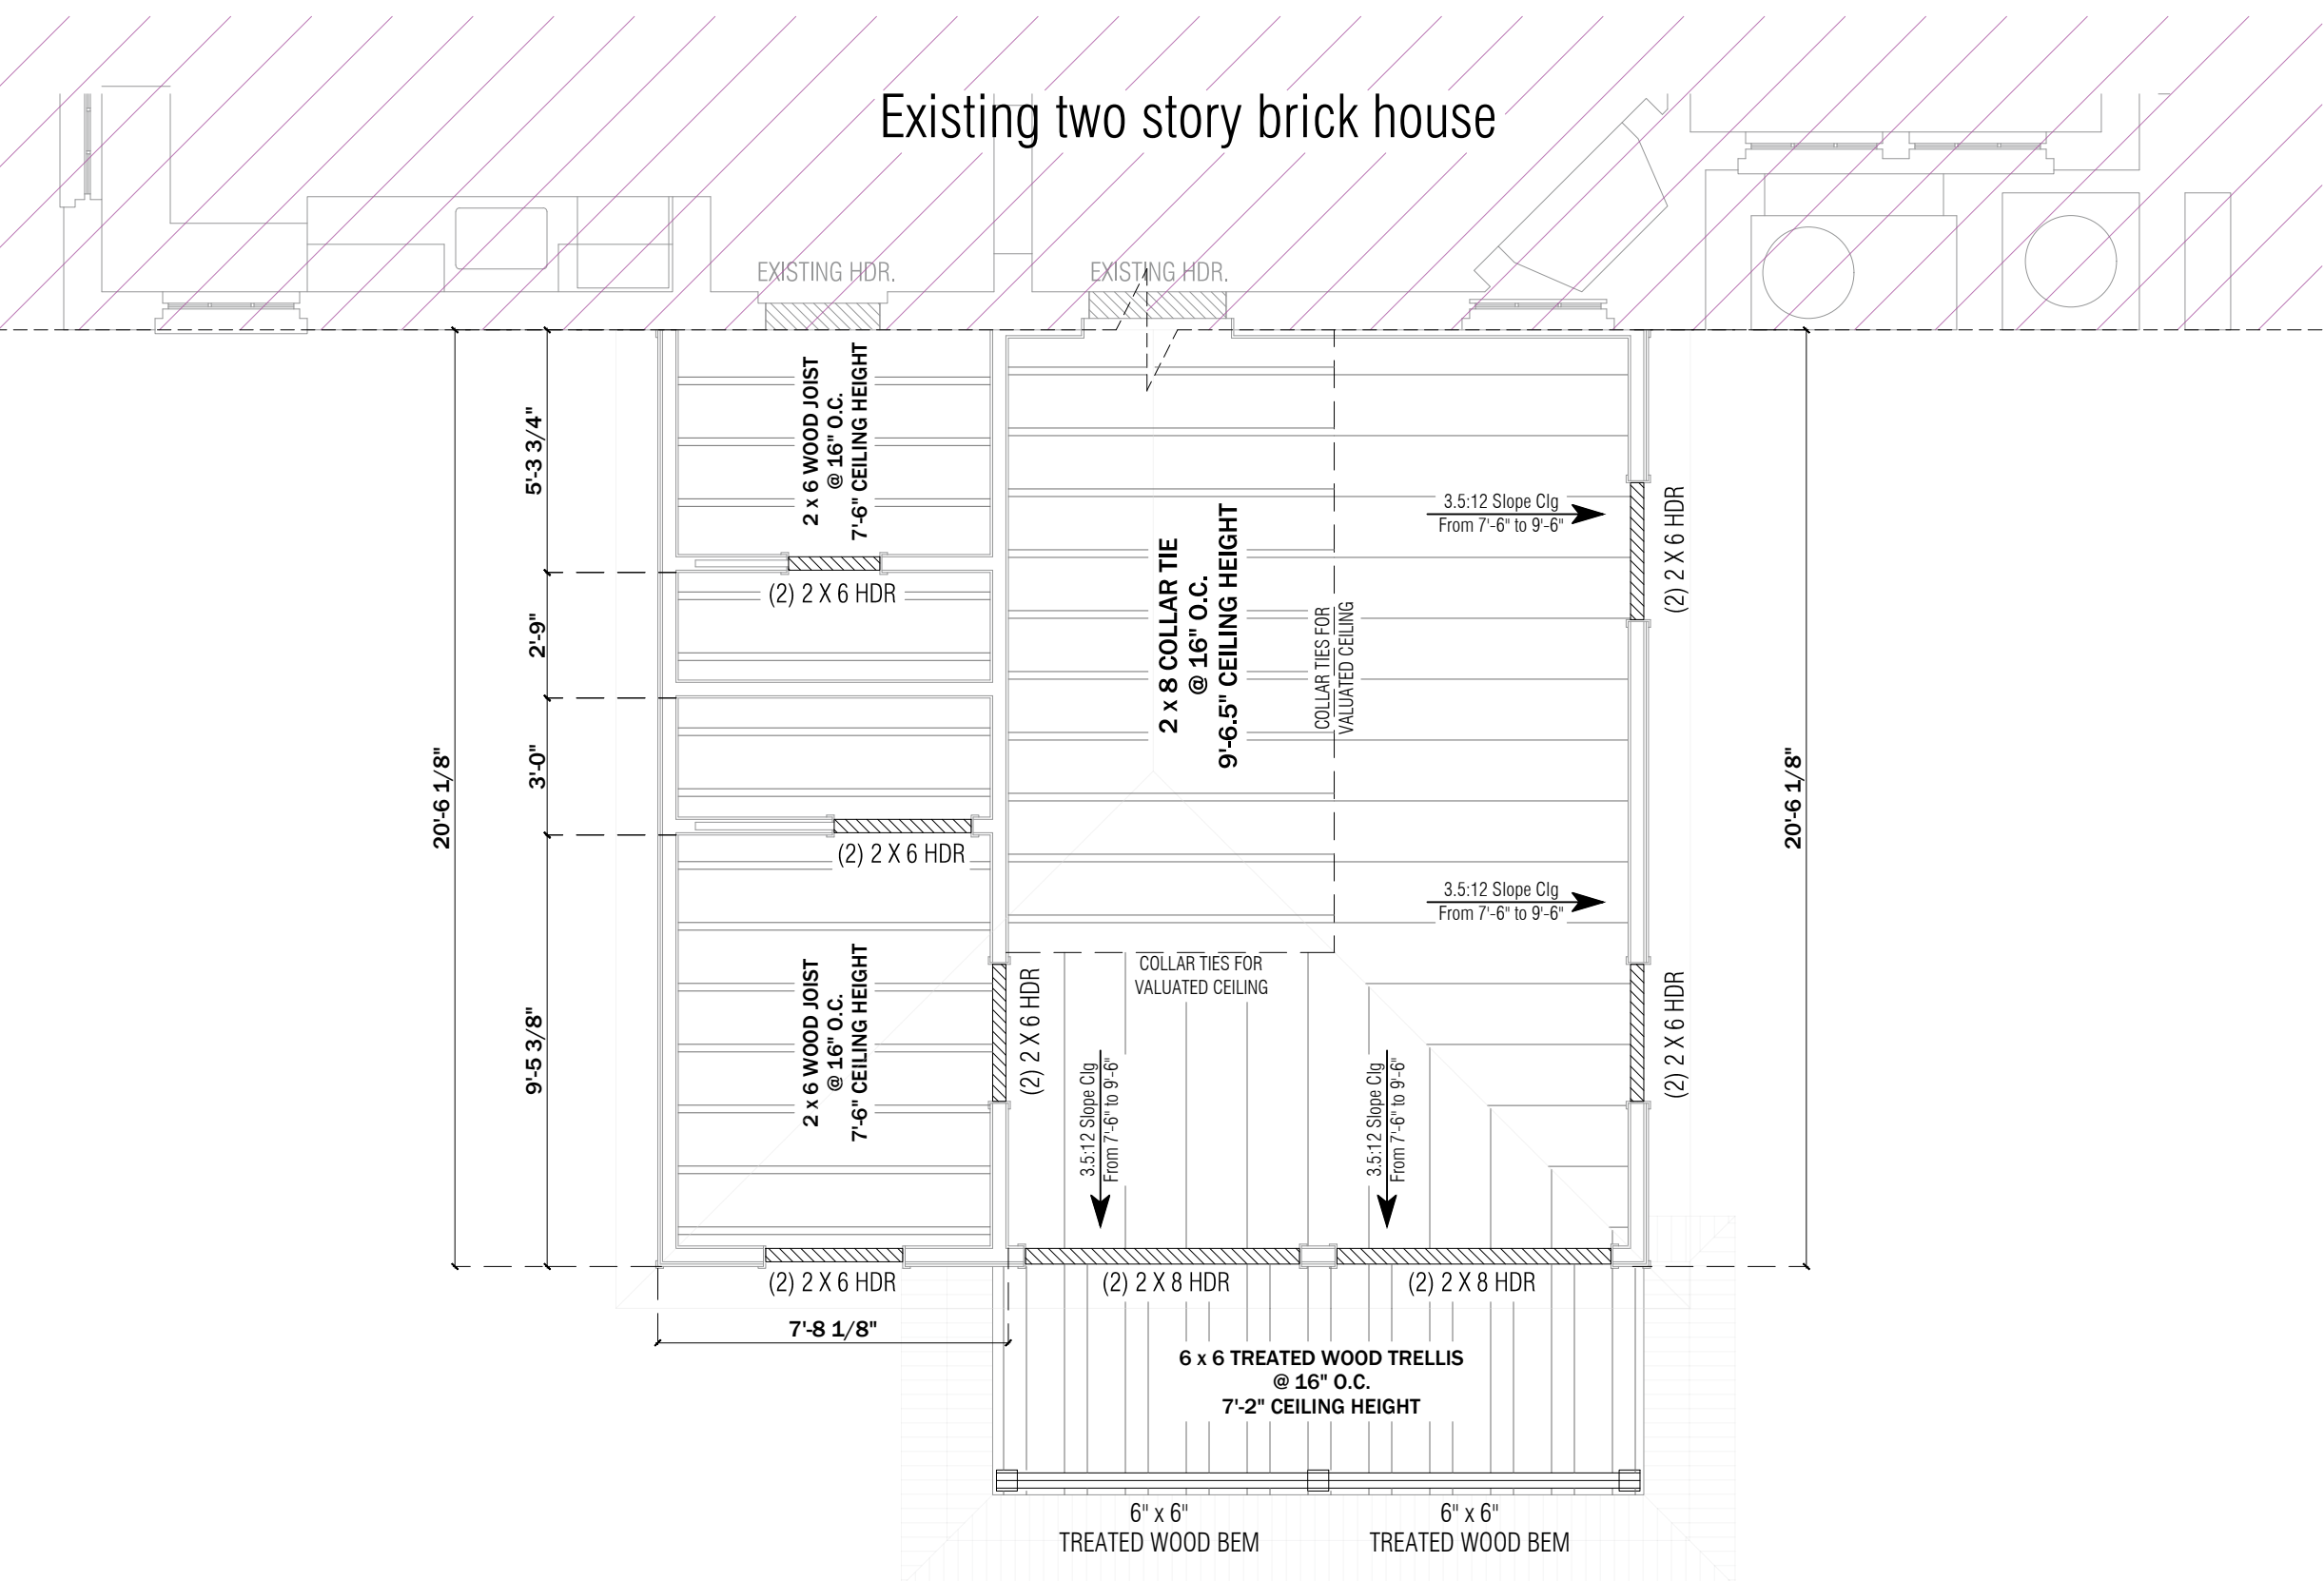 Existing two story brick house
EXISTING HDR.
EXISTING HDR.
2 x 6 WOOD JOIST
@ 16" O.C.
7'-6" CEILING HEIGHT
5'-3 3/4"
3.5:12 Slope Clg
From 7'-6" to 9'-6"
(2) 2 X 6 HDR
(2) 2 X 6 HDR
2 x 8 COLLAR TIE
@ 16" O.C.
9'-6.5" CEILING HEIGHT
COLLAR TIES FOR
VALUATED CEILING
2'-9"
3'-0"
20'-6 1/8"
20'-6 1/8"
(2) 2 X 6 HDR
3.5:12 Slope Clg
From 7'-6" to 9'-6"
COLLAR TIES FOR
VALUATED CEILING
2 x 6 WOOD JOIST
@ 16" O.C.
7'-6" CEILING HEIGHT
9'-5 3/8"
(2) 2 X 6 HDR
(2) 2 X 6 HDR
3.5:12 Slope Clg
From 7'-6" to 9'-6"
3.5:12 Slope Clg
From 7'-6" to 9'-6"
(2) 2 X 6 HDR
(2) 2 X 8 HDR
(2) 2 X 8 HDR
7'-8 1/8"
6 x 6 TREATED WOOD TRELLIS
@ 16" O.C.
7'-2" CEILING HEIGHT
6" x 6"
TREATED WOOD BEM
6" x 6"
TREATED WOOD BEM